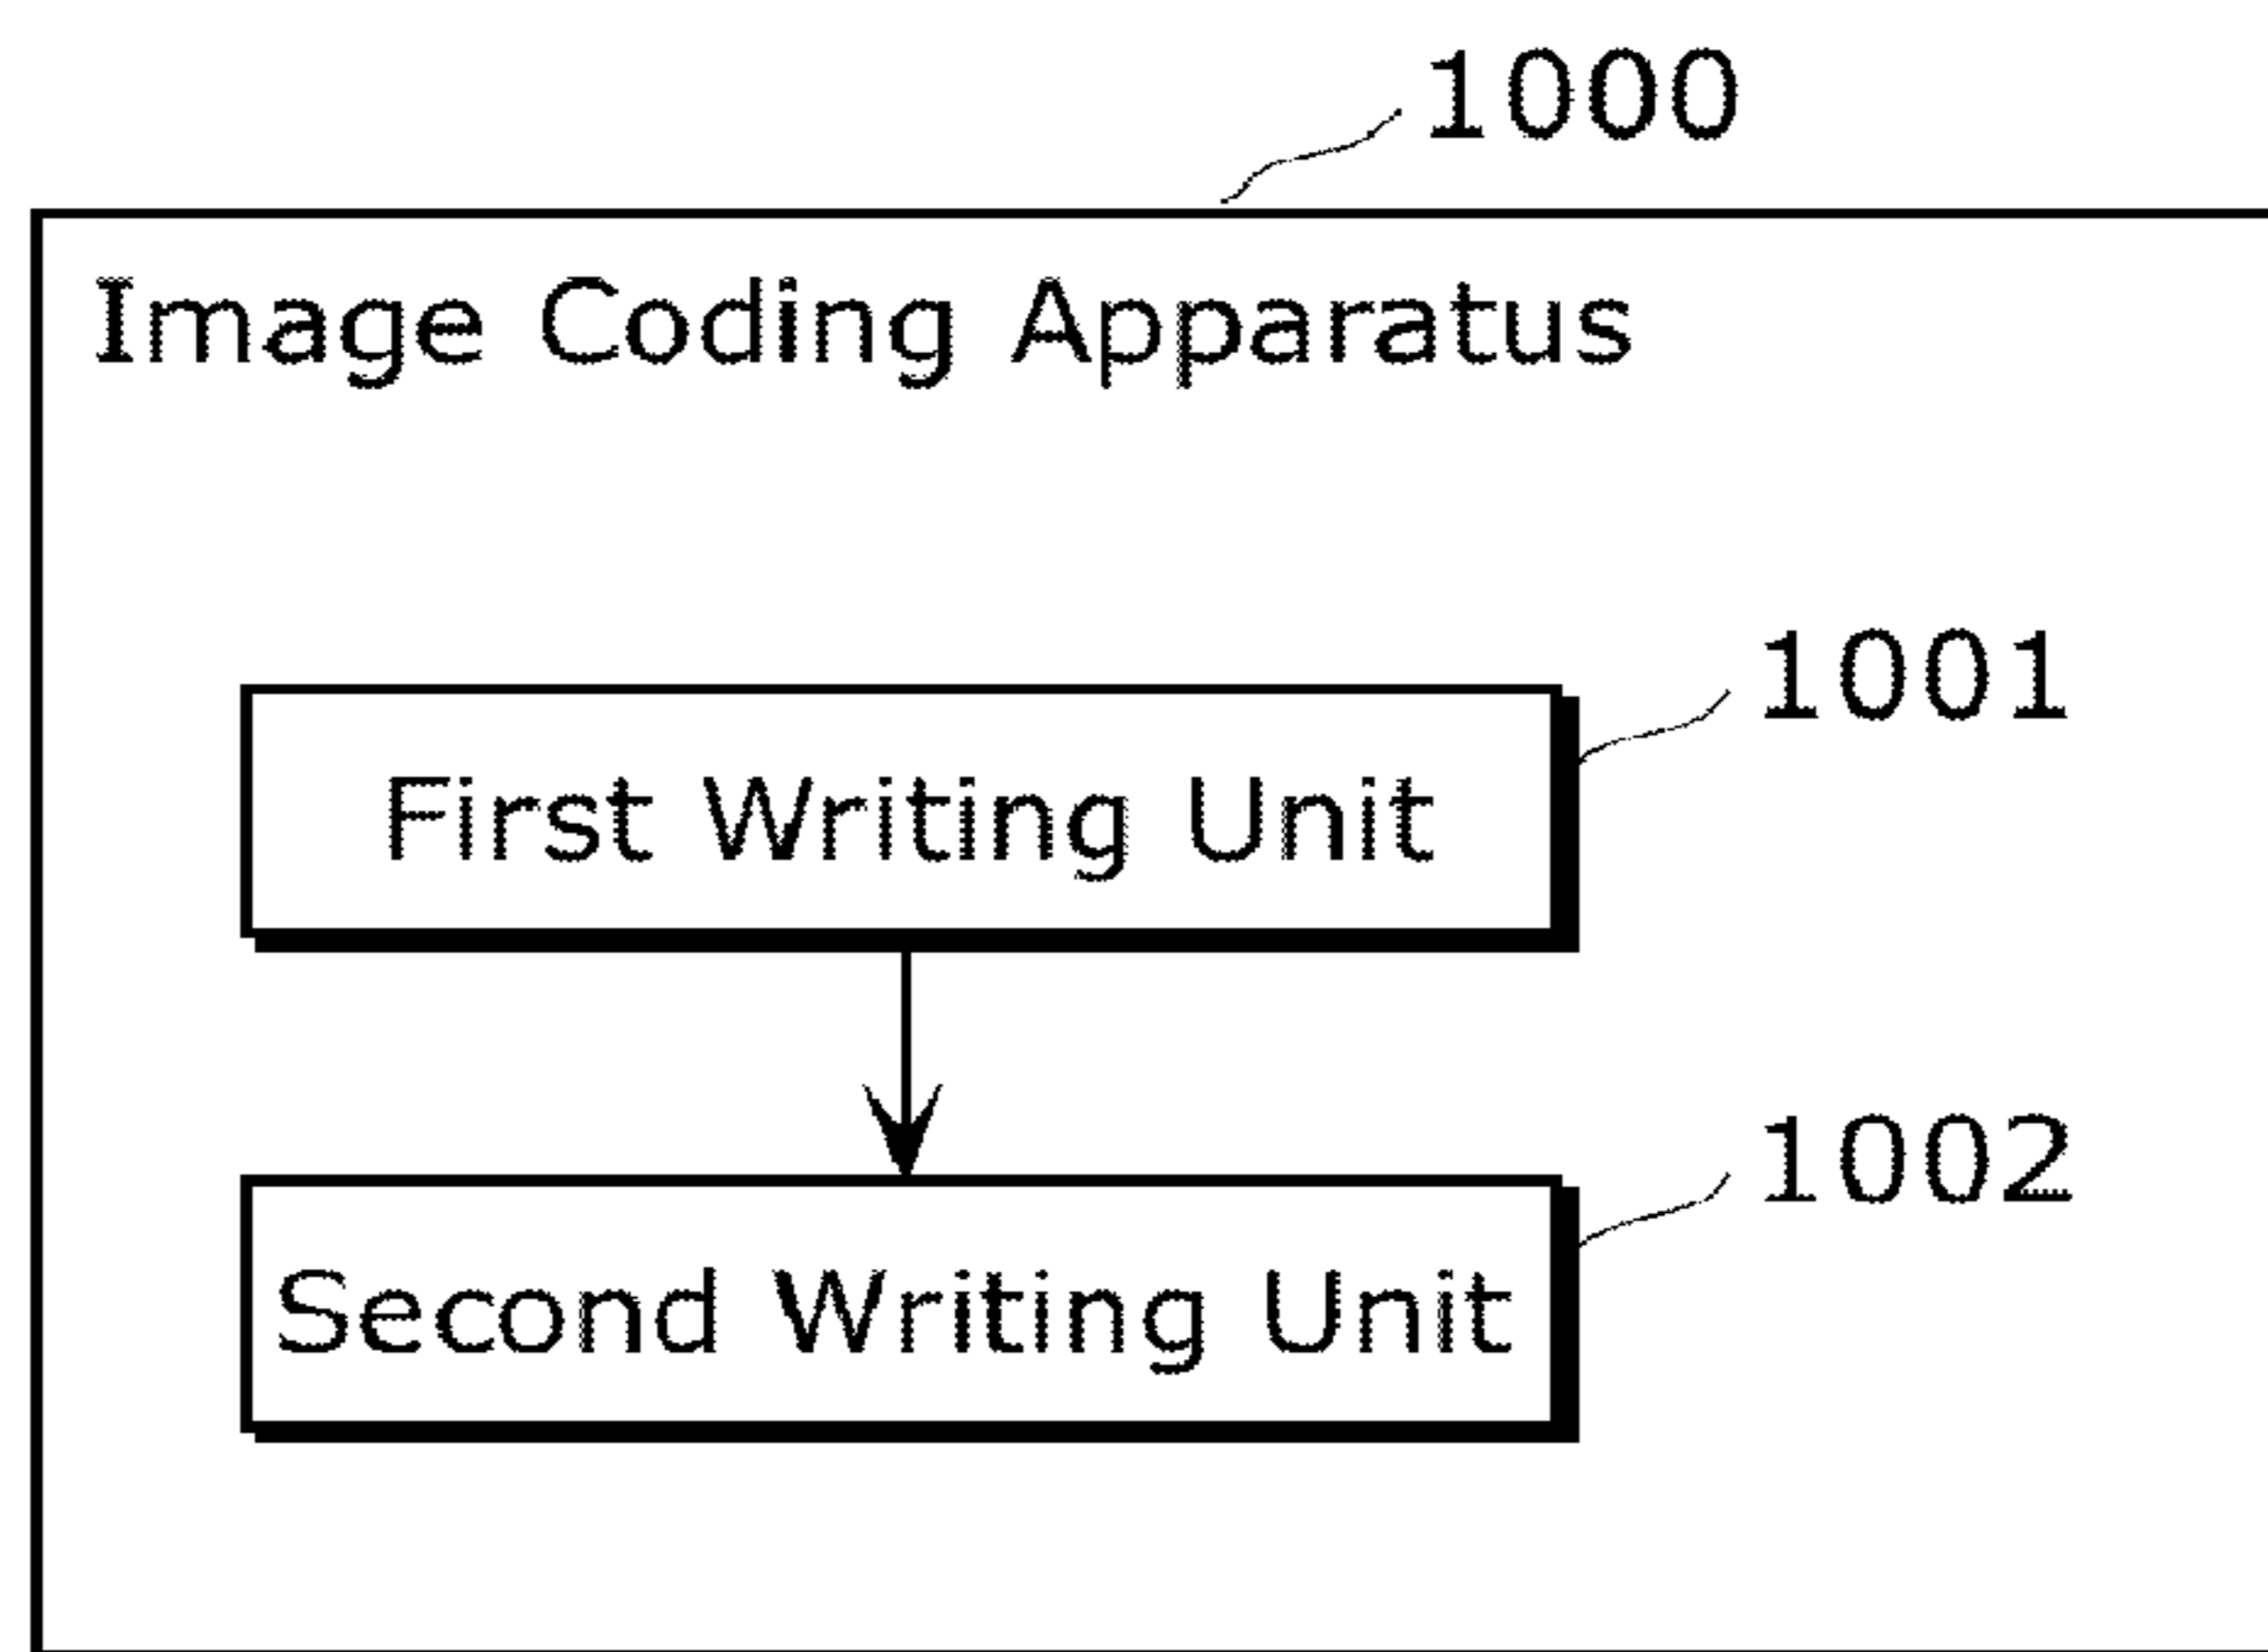 1000
Image Coding Apparatus
1001
First Writing Unit
1002
Second Writing Unit